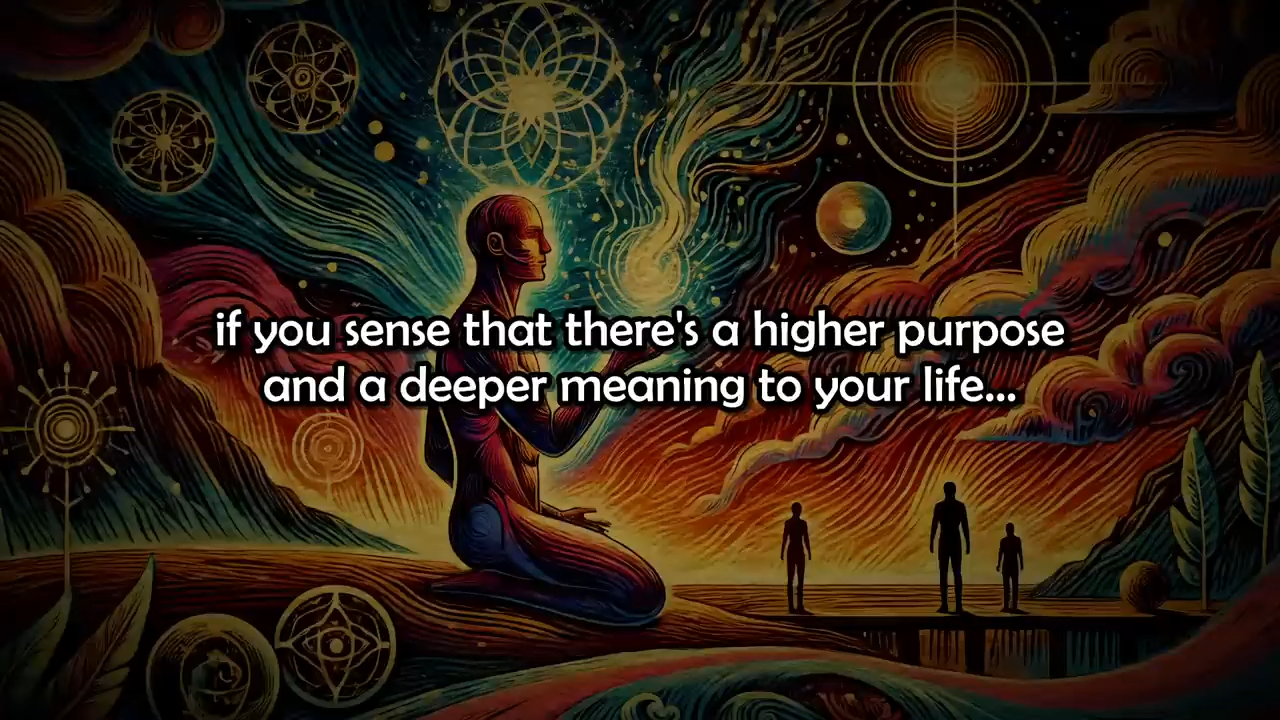 if you sense that there's a higher purpose
and a deeper meaning to your life...